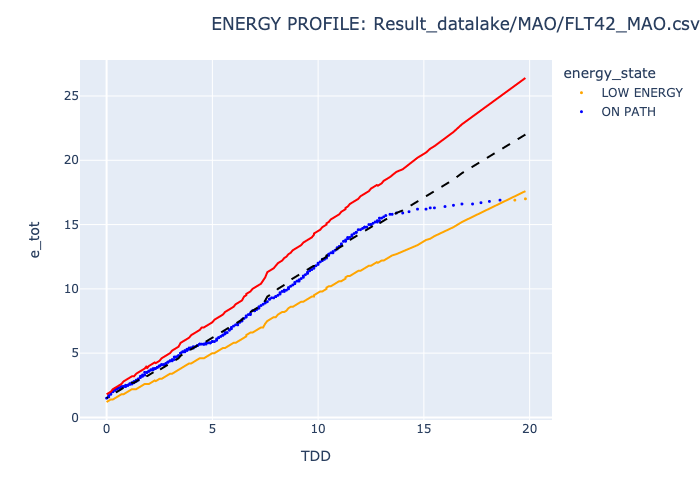 ENERGY PROFILE: Result_datalake/MAO/FLT42_MAO.csv
energy_state
LOW ENERGY
ON PATH
25
20
15
10
5
0
e_tot
0 5 10 15 20
TDD